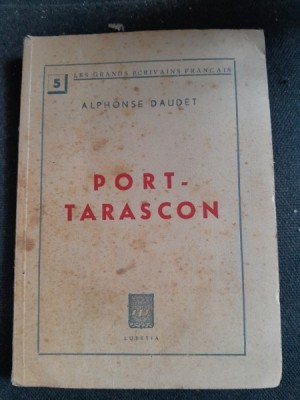 5
LES GRANDS ÉCRIVAINS FRANÇAIS
ALPHONSE DAUDET
PORT-
TARASCON